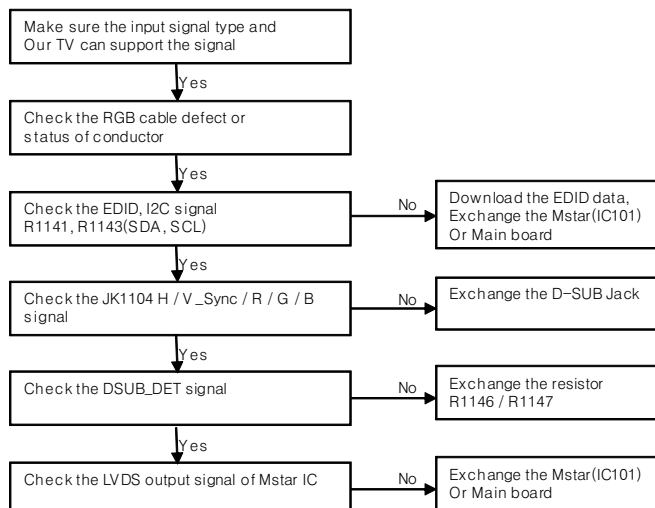 Make sure the input signal type and
Our TV can support the signal
Yes
Check the RGB cable defect or
status of conductor
Yes
Check the EDID, I2C signal
R1141, R1143(SDA, SCL)
No
Download the EDID data,
Exchange the Mstar(IC101)
Or Main board
Yes
Check the JK1104 H / V_Sync / R / G / B
signal
No
Exchange the D-SUB Jack
Yes
Check the DSUB_DET signal
No
Exchange the resistor
R1146 / R1147
Yes
Check the LVDS output signal of Mstar IC
No
Exchange the Mstar(IC101)
Or Main board